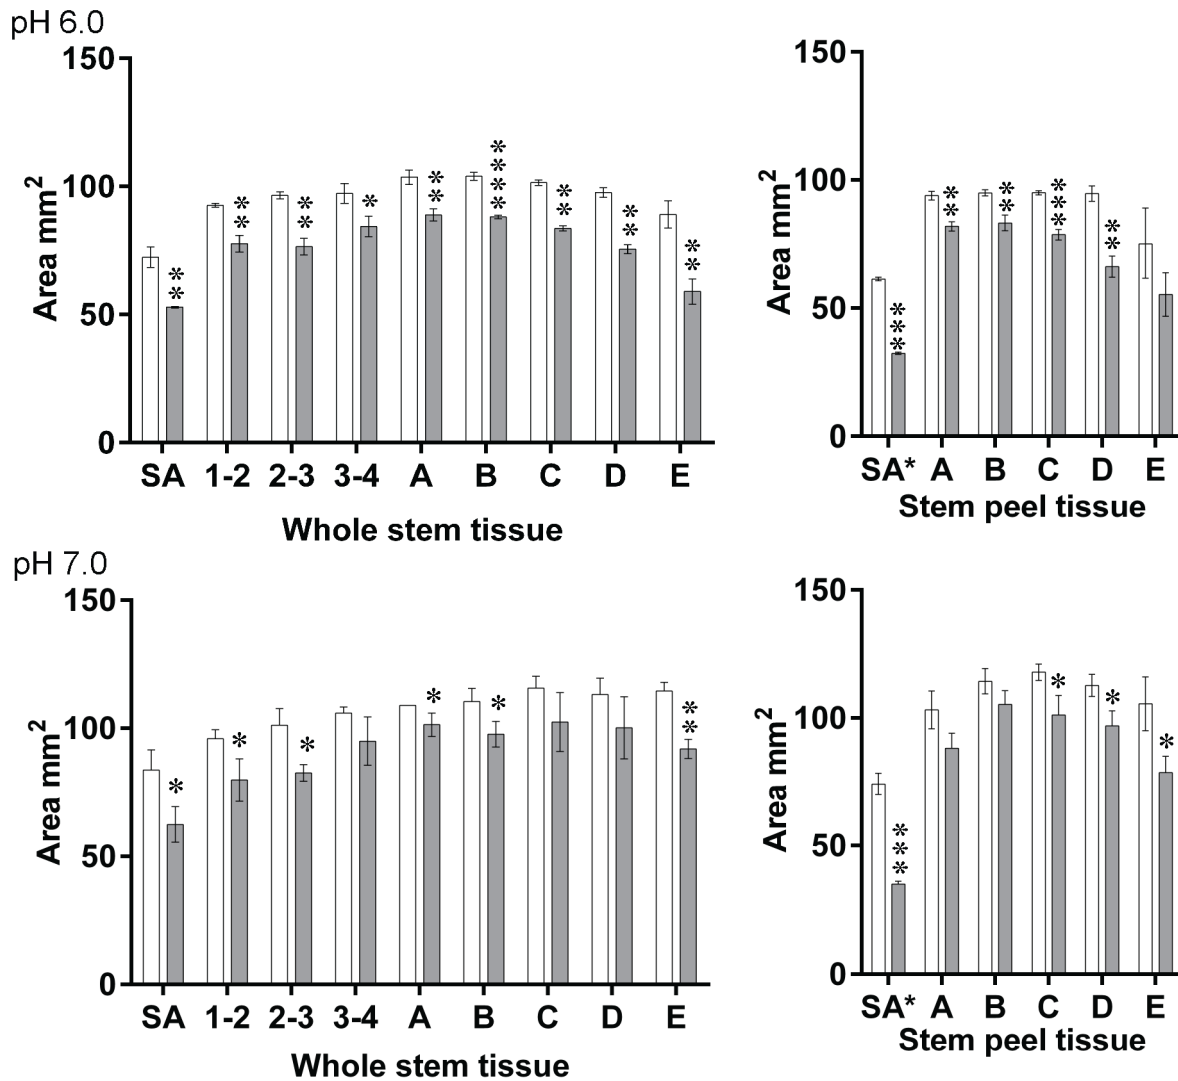 pH 6.0
150
100
50
0
Area mm²
**
**
**
*
**
****
**
**
**
SA 1-2 2-3 3-4 A B C D E
Whole stem tissue
150
100
50
0
Area mm²
***
**
**
***
**
SA* A B C D E
Stem peel tissue
pH 7.0
150
100
50
0
Area mm²
*
*
*
*
*
**
SA 1-2 2-3 3-4 A B C D E
Whole stem tissue
150
100
50
0
Area mm²
***
*
*
*
SA* A B C D E
Stem peel tissue